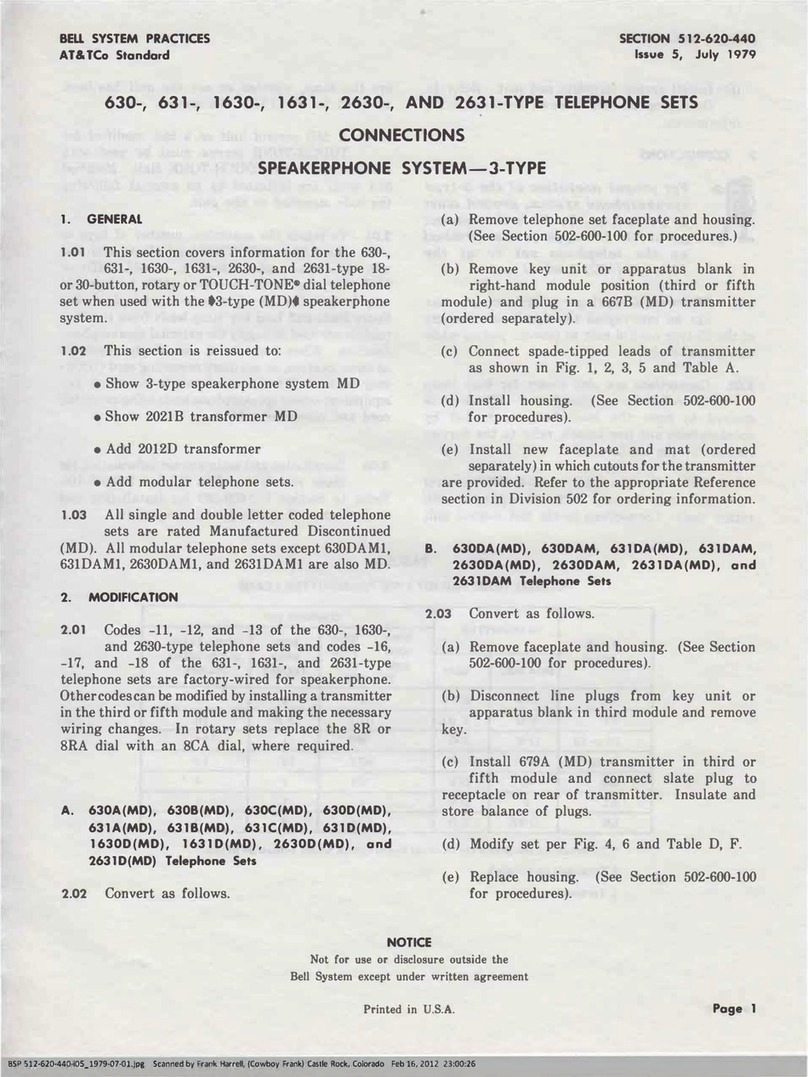 BELL SYSTEM PRACTICES
AT&TCo Standard
SECTION 512-620-440
Issue 5, July 1979
630-, 631-, 1630-, 1631-, 2630-, AND 2631-TYPE TELEPHONE SETS
CONNECTIONS
SPEAKERPHONE SYSTEM—3-TYPE
1. GENERAL
1.01 This section covers information for the 630-,
631-, 1630-, 1631-, 2630-, and 2631-type 18-
or 30-button, rotary or TOUCH-TONE® dial telephone
set when used with the ♦3-type (MD)♦ speakerphone
system.
1.02 This section is reissued to:
• Show 3-type speakerphone system MD
• Show 2021B transformer MD
• Add 2012D transformer
• Add modular telephone sets.
1.03 All single and double letter coded telephone
sets are rated Manufactured Discontinued
(MD). All modular telephone sets except 630DAM1,
631DAM1, 2630DAM1, and 2631DAM1 are also MD.
2. MODIFICATION
2.01 Codes -11, -12, and -13 of the 630-, 1630-,
and 2630-type telephone sets and codes -16,
-17, and -18 of the 631-, 1631-, and 2631-type
telephone sets are factory-wired for speakerphone.
Other codes can be modified by installing a transmitter
in the third or fifth module and making the necessary
wiring changes. In rotary sets replace the 8R or
8RA dial with an 8CA dial, where required.
A. 630A(MD), 630B(MD), 630C(MD), 630D(MD),
631A(MD), 631B(MD), 631C(MD), 631D(MD),
1630D(MD), 1631D(MD), 2630D(MD), and
2631D(MD) Telephone Sets
2.02 Convert as follows.
(a) Remove telephone set faceplate and housing.
(See Section 502-600-100 for procedures.)
(b) Remove key unit or apparatus blank in
right-hand module position (third or fifth
module) and plug in a 667B (MD) transmitter
(ordered separately).
(c) Connect spade-tipped leads of transmitter
as shown in Fig. 1, 2, 3, 5 and Table A.
(d) Install housing. (See Section 502-600-100
for procedures).
(e) Install new faceplate and mat (ordered
separately) in which cutouts for the transmitter
are provided. Refer to the appropriate Reference
section in Division 502 for ordering information.
B. 630DA(MD), 630DAM, 631DA(MD), 631DAM,
2630DA(MD), 2630DAM, 2631DA(MD), and
2631DAM Telephone Sets
2.03 Convert as follows.
(a) Remove faceplate and housing. (See Section
502-600-100 for procedures).
(b) Disconnect line plugs from key unit or
apparatus blank in third module and remove
key.
(c) Install 679A (MD) transmitter in third or
fifth module and connect slate plug to
receptacle on rear of transmitter. Insulate and
store balance of plugs.
(d) Modify set per Fig. 4, 6 and Table D, F.
(e) Replace housing. (See Section 502-600-100
for procedures).
NOTICE
Not for use or disclosure outside the
Bell System except under written agreement
Printed in U.S.A.
Page 1
BSP 512-620-440-I05_1979-07-01.jpg Scanned by Frank Harrell, (Cowboy Frank) Castle Rock, Colorado Feb 16, 2012 23:00:26